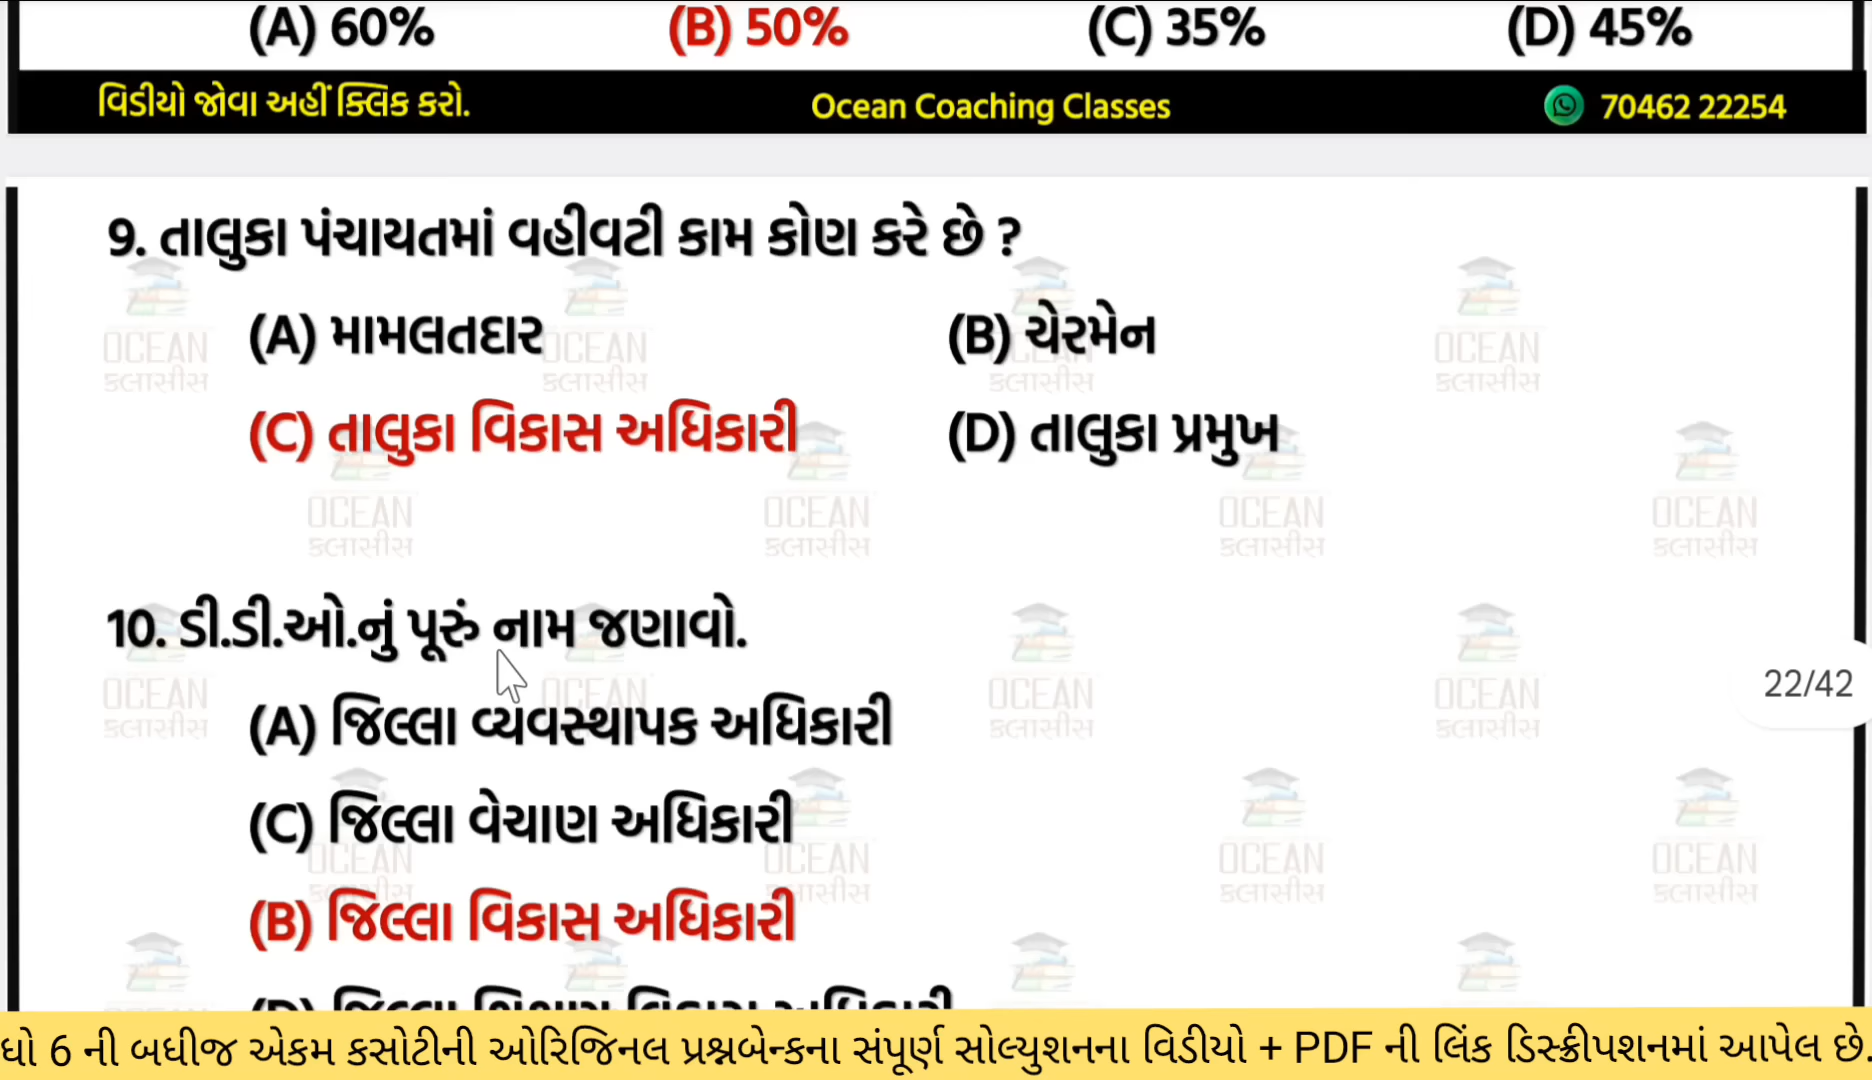 (A) 60% (B) 50% (C) 35% (D) 45%
વિડીયો જોવા અહીં ક્લિક કરો. Ocean Coaching Classes 70462 22254
9. તાલુકા પંચાયતમાં વહીવટી કામ કોણ કરે છે ?
(A) મામલતદાર (B) ચેરમેન
(C) તાલુકા વિકાસ અધિકારી (D) તાલુકા પ્રમુખ
10. ડી.ડી.ઓ.નું પૂરું નામ જણાવો.
(A) જિલ્લા વ્યવસ્થાપક અધિકારી
22/42
(C) જિલ્લા વેચાણ અધિકારી
(B) જિલ્લા વિકાસ અધિકારી
ધો 6 ની બધીજ એકમ કસોટીની ઓરિજિનલ પ્રશ્નબેન્કના સંપૂર્ણ સોલ્યુશનના વિડીયો + PDF ની લિંક ડિસ્ક્રીપશનમાં આપેલ છે.